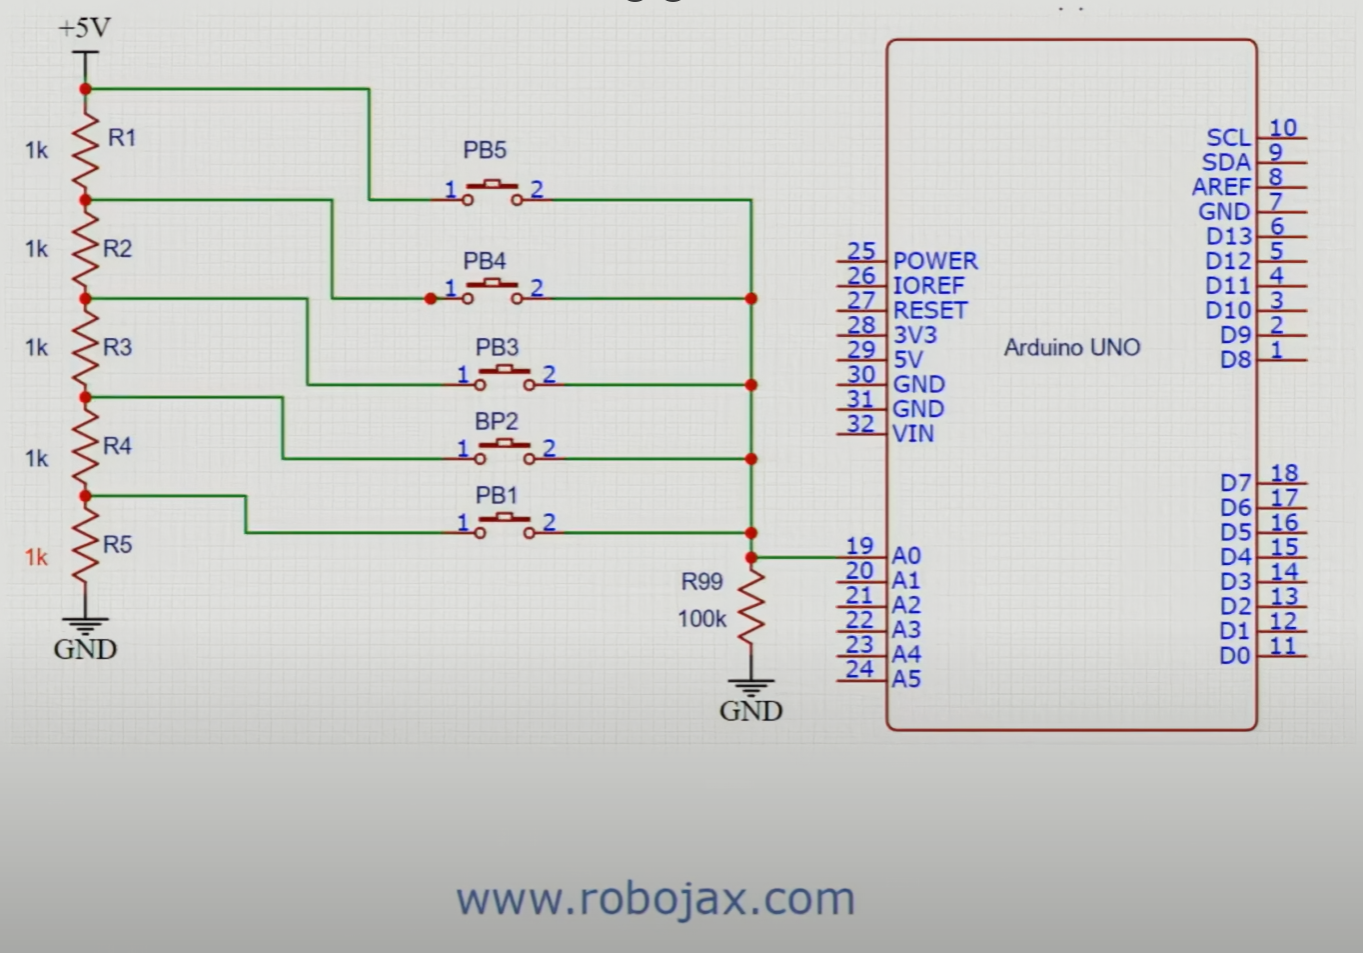 +5V
1k
R1
1k
R2
1k
R3
1k
R4
1k
R5
GND
PB5
1 2
PB4
1 2
PB3
1 2
BP2
1 2
PB1
1 2
R99
100k
GND
Arduino UNO
25 POWER
26 IOREF
27 RESET
28 3V3
29 5V
30 GND
31 GND
32 VIN
19 A0
20 A1
21 A2
22 A3
23 A4
24 A5
SCL 10
SDA 9
AREF 8
GND 7
D13 6
D12 5
D11 4
D10 3
D9 2
D8 1
D7 18
D6 17
D5 16
D4 15
D3 14
D2 13
D1 12
D0 11
www.robojax.com